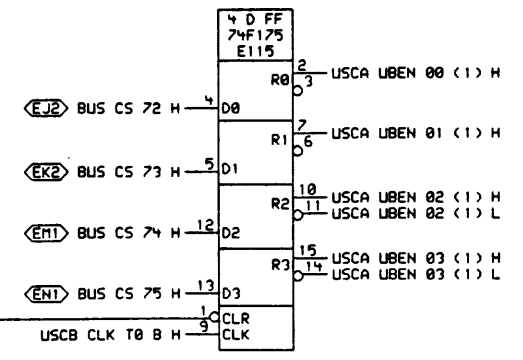 4 D FF
74F175
E115
2
R0 3 USCA UBEN 00 (1) H
EJ2 BUS CS 72 H 4 D0
7
R1 6 USCA UBEN 01 (1) H
EK2 BUS CS 73 H 5 D1
10 USCA UBEN 02 (1) H
R2 11 USCA UBEN 02 (1) L
EM1 BUS CS 74 H 12 D2
15 USCA UBEN 03 (1) H
R3 14 USCA UBEN 03 (1) L
EN1 BUS CS 75 H 13 D3
1 CLR
USCB CLK T0 B H 9 CLK